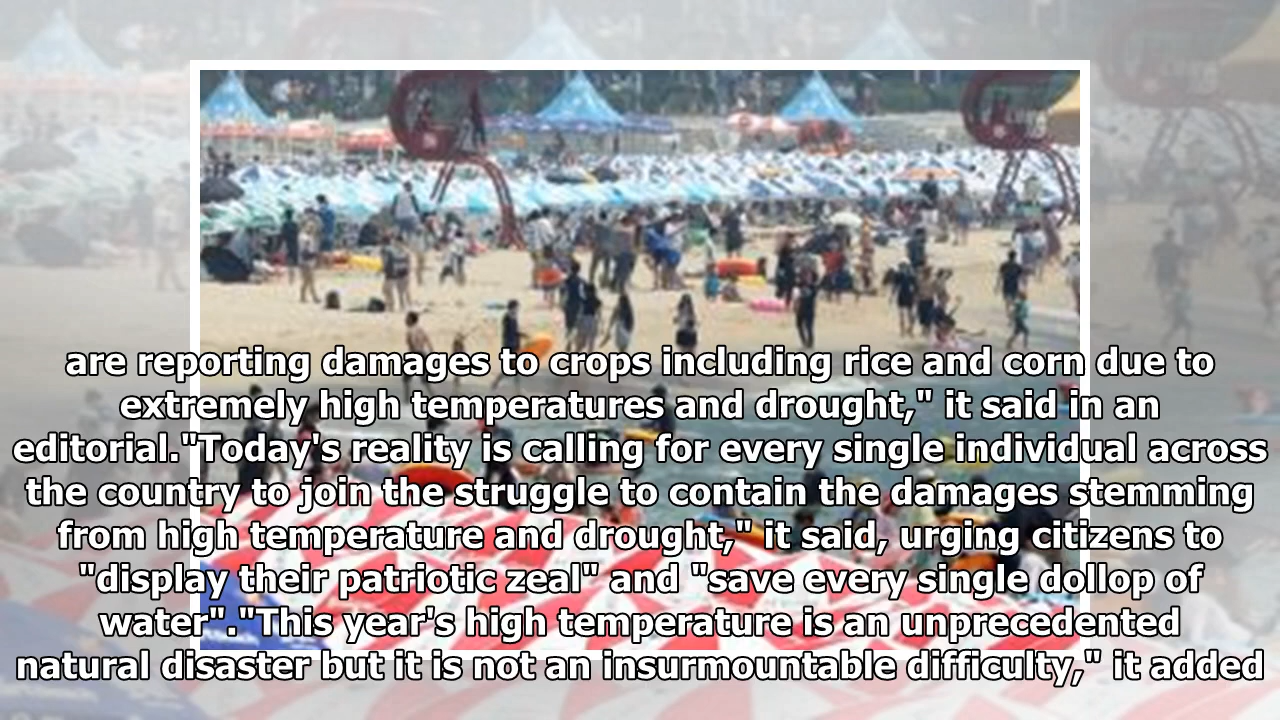 are reporting damages to crops including rice and corn due to
extremely high temperatures and drought," it said in an
editorial."Today's reality is calling for every single individual across
the country to join the struggle to contain the damages stemming
from high temperature and drought," it said, urging citizens to
"display their patriotic zeal" and "save every single dollop of
water"."This year's high temperature is an unprecedented
natural disaster but it is not an insurmountable difficulty," it added